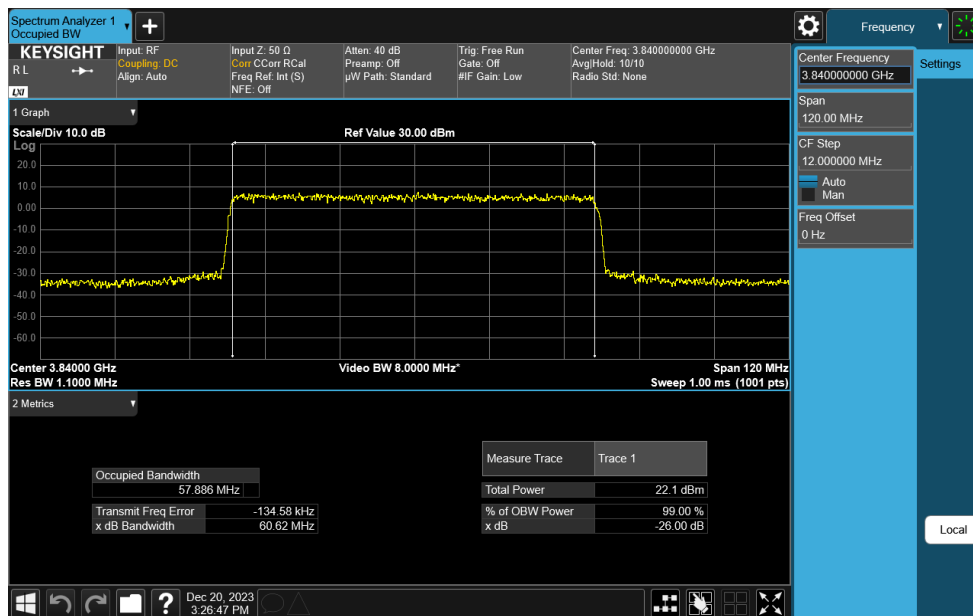 Spectrum Analyzer 1
Occupied BW
Frequency
KEYSIGHT
R L
LXI
Input: RF
Coupling: DC
Align: Auto
Input Z: 50 Ω
Corr CCorr RCal
Freq Ref: Int (S)
NFE: Off
Atten: 40 dB
Preamp: Off
µW Path: Standard
Trig: Free Run
Gate: Off
#IF Gain: Low
Center Freq: 3.840000000 GHz
Avg|Hold: 10/10
Radio Std: None
Center Frequency
3.840000000 GHz
Settings
Span
120.00 MHz
CF Step
12.000000 MHz
Auto
Man
Freq Offset
0 Hz
Local
1 Graph
Scale/Div 10.0 dB
Ref Value 30.00 dBm
Log
20.0
10.0
0.00
-10.0
-20.0
-30.0
-40.0
-50.0
-60.0
Center 3.84000 GHz
Video BW 8.0000 MHz*
Span 120 MHz
Res BW 1.1000 MHz
Sweep 1.00 ms (1001 pts)
2 Metrics
Measure Trace
Trace 1
Occupied Bandwidth
57.886 MHz
Total Power
22.1 dBm
Transmit Freq Error
-134.58 kHz
% of OBW Power
99.00 %
x dB Bandwidth
60.62 MHz
x dB
-26.00 dB
?
Dec 20, 2023
3:26:47 PM